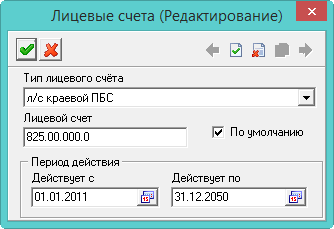 Лицевые счета (Редактирование)
Тип лицевого счёта
л/с краевой ПБС
Лицевой счет
825.00.000.0
По умолчанию
Период действия
Действует с
Действует по
01.01.2011
31.12.2050